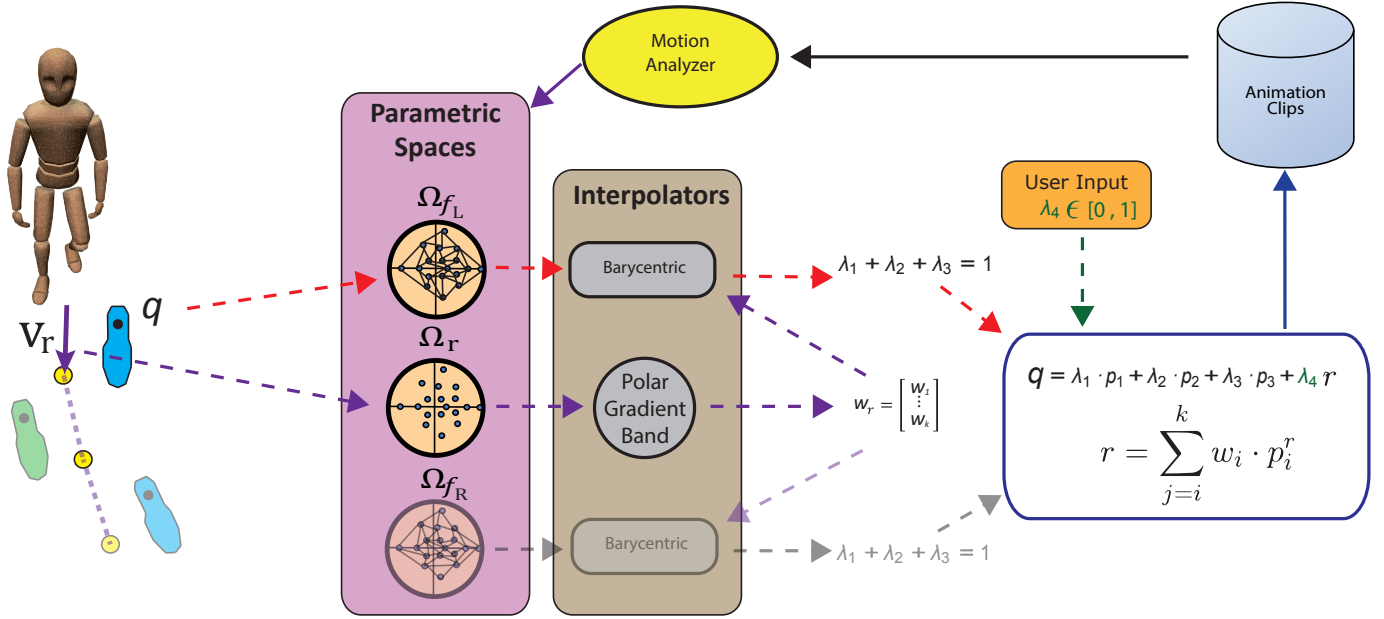 Motion
Analyzer
Animation
Clips
Parametric
Spaces
Interpolators
User Input
λ₄ ϵ [0 , 1]
Ω_{f_L}
Barycentric
λ₁ + λ₂ + λ₃ = 1
q
V_r
Ω_r
Polar
Gradient
Band
w_r = [w_1 ⋮ w_k]
q = λ₁ · p₁ + λ₂ · p₂ + λ₃ · p₃ + λ₄ r
r = \sum_{j=i}^{k} w_i · p_i^r
Ω_{f_R}
Barycentric
λ₁ + λ₂ + λ₃ = 1